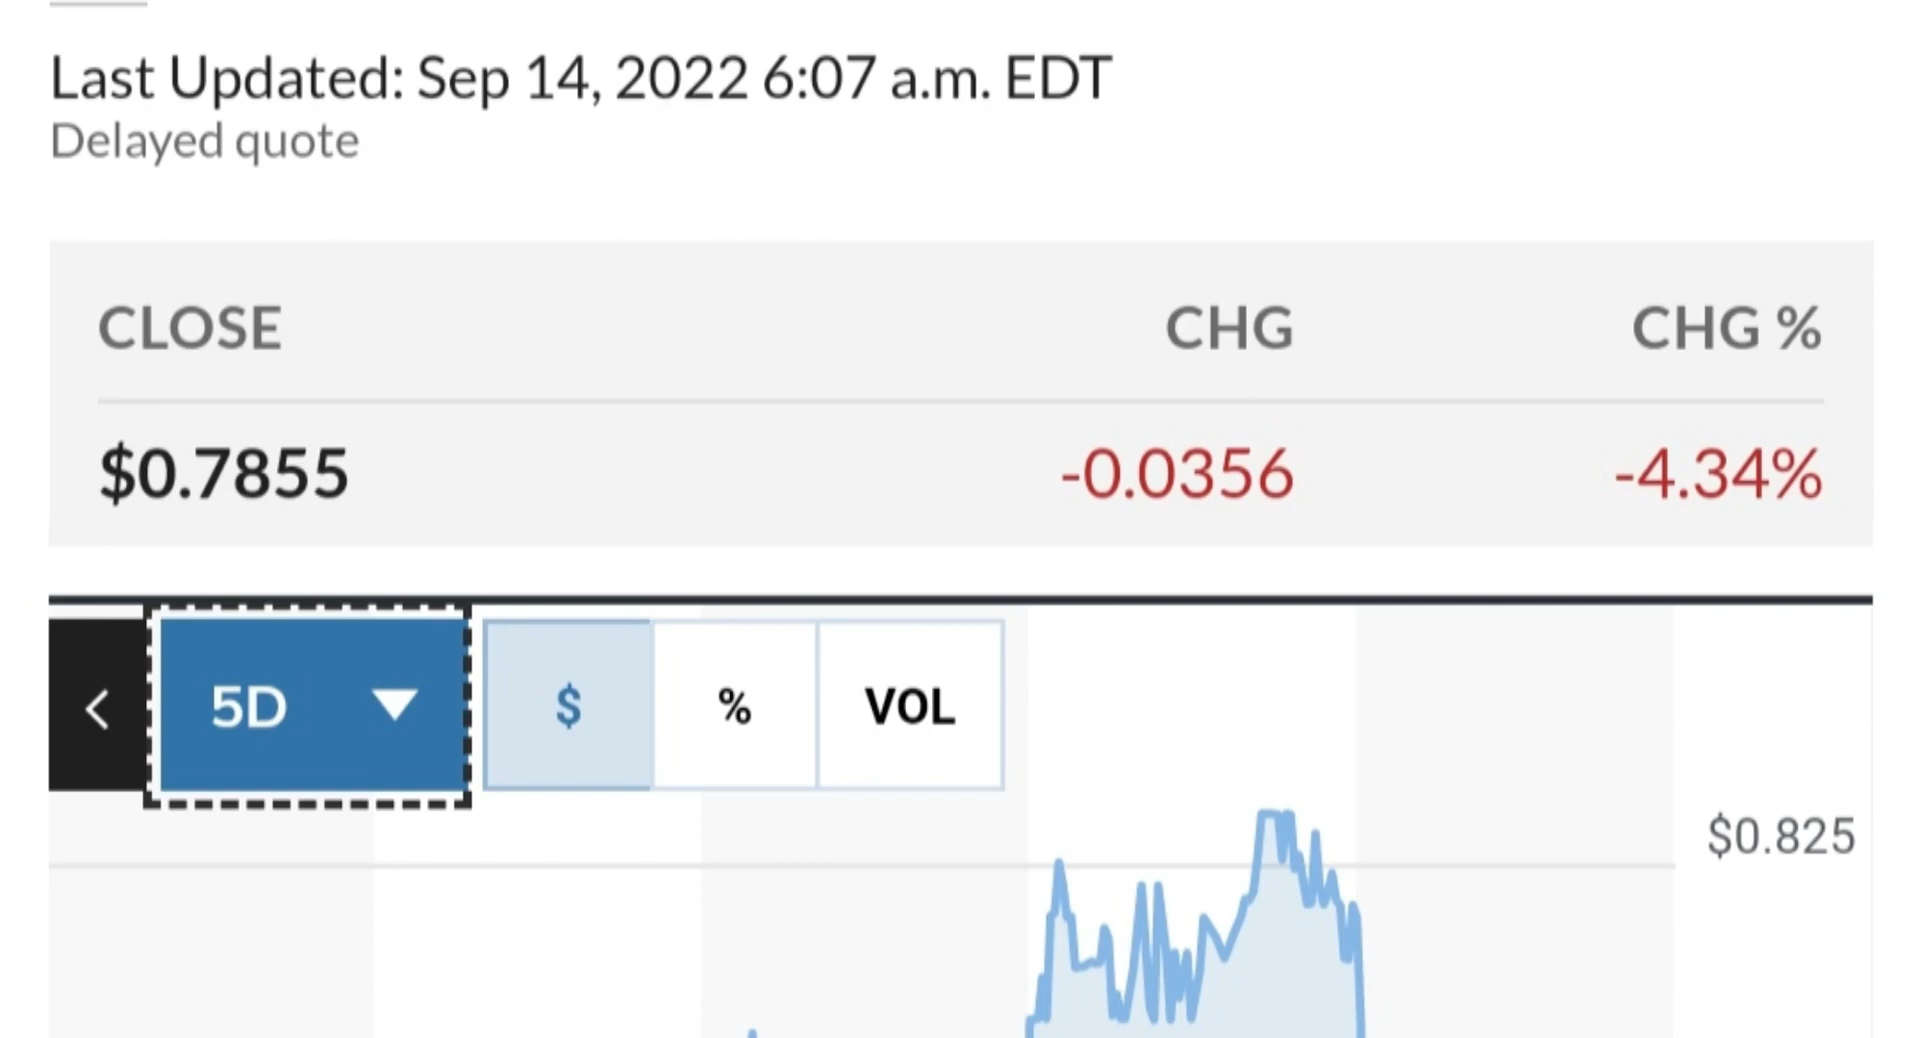 Last Updated: Sep 14, 2022 6:07 a.m. EDT
Delayed quote
CLOSE CHG CHG %
$0.7855 -0.0356 -4.34%
< 5D ▼ $ % VOL
$0.825